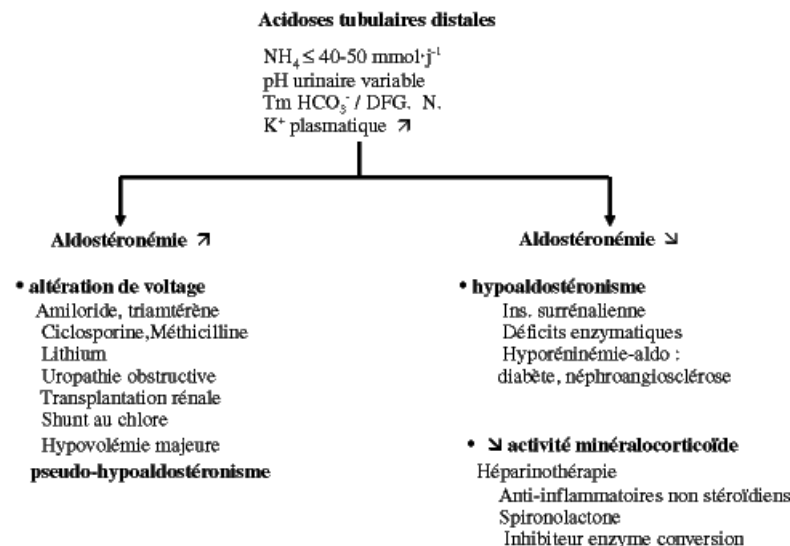 Acidoses tubulaires distales
NH₄ ≤ 40-50 mmol·j⁻¹
pH urinaire variable
Tm HCO₃⁻ / DFG. N.
K⁺ plasmatique ↗
Aldostéronémie ↗
• altération de voltage
Amiloride, triamtérène
Ciclosporine,Méthicilline
Lithium
Uropathie obstructive
Transplantation rénale
Shunt au chlore
Hypovolémie majeure
pseudo-hypoaldostéronisme
Aldostéronémie ↘
• hypoaldostéronisme
Ins. surrénalienne
Déficits enzymatiques
Hyporéninémie-aldo :
diabète, néphroangiosclérose
• ↘ activité minéralocorticoïde
Héparinothérapie
Anti-inflammatoires non stéroïdiens
Spironolactone
Inhibiteur enzyme conversion